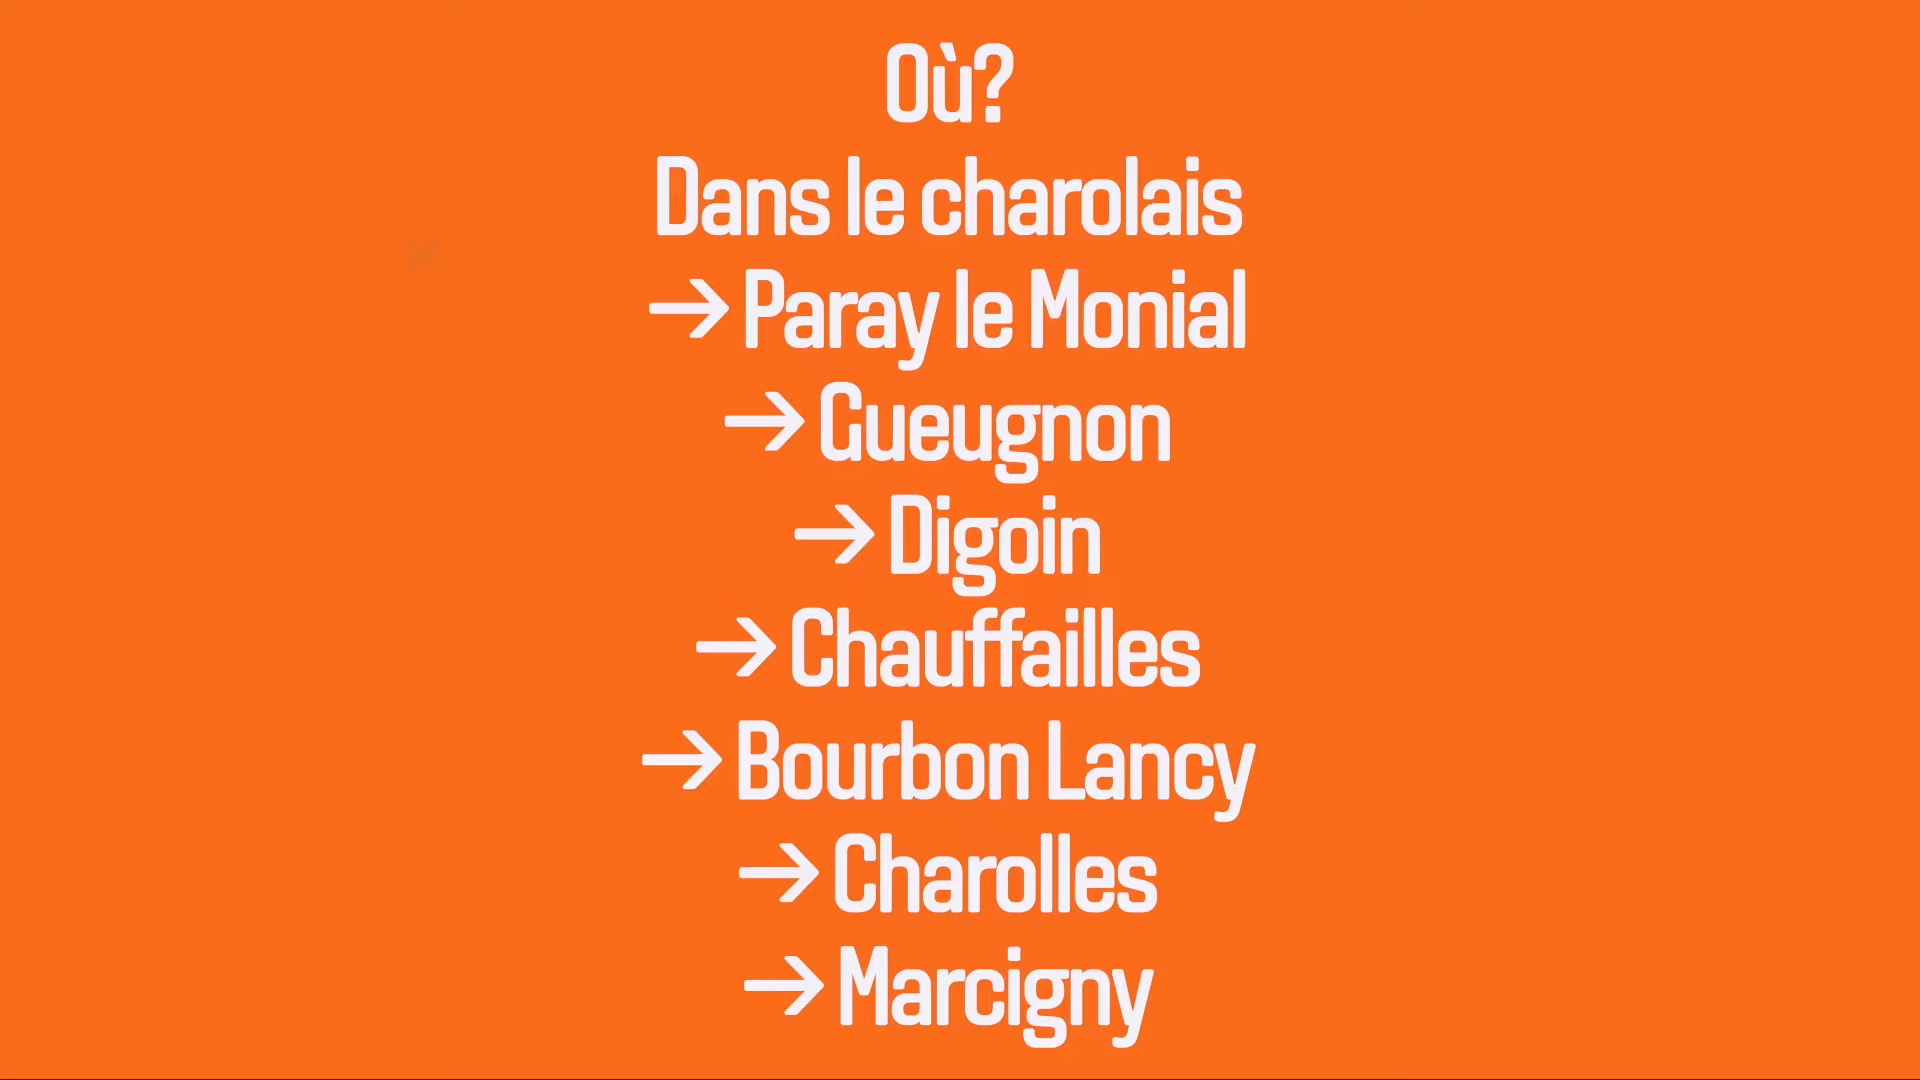 Où?
Dans le charolais
→ Paray le Monial
→ Gueugnon
→ Digoin
→ Chauffailles
→ Bourbon Lancy
→ Charolles
→ Marcigny